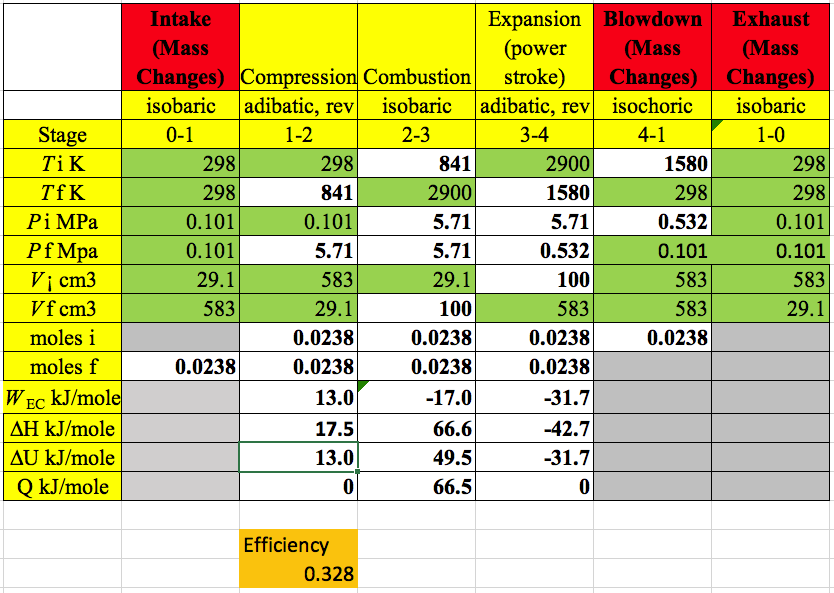 Intake (Mass Changes) Compression Combustion Expansion (power stroke) Blowdown (Mass Changes) Exhaust (Mass Changes)
isobaric adibatic, rev isobaric adibatic, rev isochoric isobaric
Stage 0-1 1-2 2-3 3-4 4-1 1-0
Ti K 298 298 841 2900 1580 298
Tf K 298 841 2900 1580 298 298
Pi MPa 0.101 0.101 5.71 5.71 0.532 0.101
Pf Mpa 0.101 5.71 5.71 0.532 0.101 0.101
V¡ cm3 29.1 583 29.1 100 583 583
Vf cm3 583 29.1 100 583 583 29.1
moles i 0.0238 0.0238 0.0238 0.0238
moles f 0.0238 0.0238 0.0238 0.0238
WEC kJ/mole 13.0 -17.0 -31.7
ΔH kJ/mole 17.5 66.6 -42.7
ΔU kJ/mole 13.0 49.5 -31.7
Q kJ/mole 0 66.5 0
Efficiency
0.328